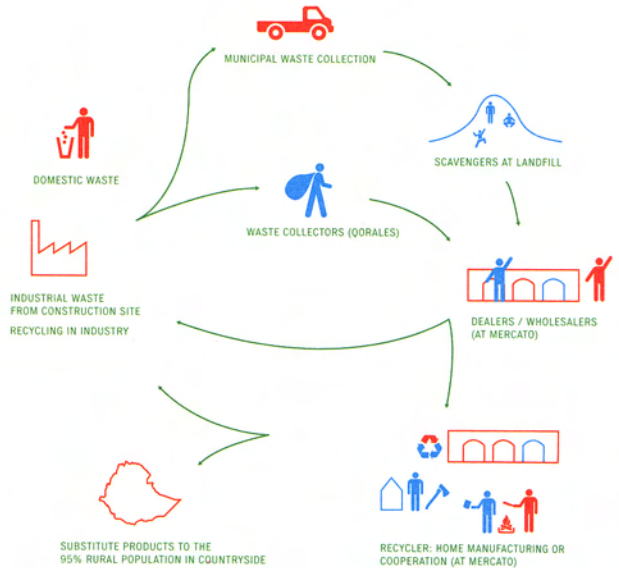 MUNICIPAL WASTE COLLECTION
SCAVENGERS AT LANDFILL
DOMESTIC WASTE
WASTE COLLECTORS (QORALES)
INDUSTRIAL WASTE
FROM CONSTRUCTION SITE
RECYCLING IN INDUSTRY
DEALERS / WHOLESALERS
(AT MERCATO)
SUBSTITUTE PRODUCTS TO THE
95% RURAL POPULATION IN COUNTRYSIDE
RECYCLER: HOME MANUFACTURING OR
COOPERATION (AT MERCATO)